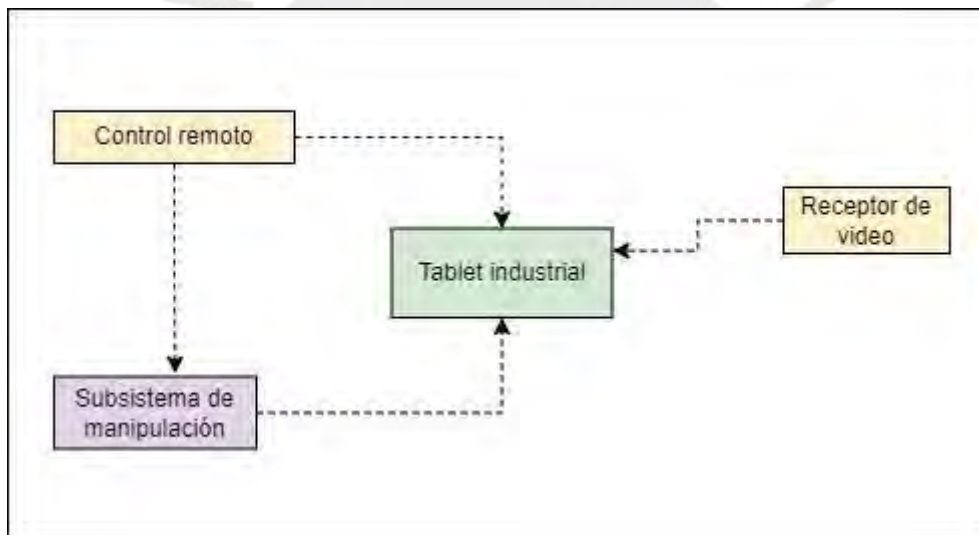 Control remoto
Receptor de
video
Tablet industrial
Subsistema de
manipulación